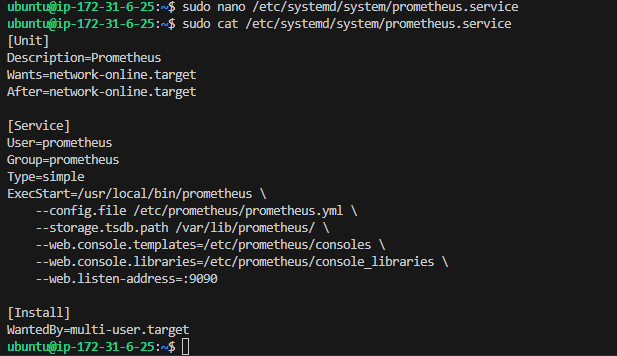 ubuntu@ip-172-31-6-25:~$ sudo nano /etc/systemd/system/prometheus.service
ubuntu@ip-172-31-6-25:~$ sudo cat /etc/systemd/system/prometheus.service
[Unit]
Description=Prometheus
Wants=network-online.target
After=network-online.target

[Service]
User=prometheus
Group=prometheus
Type=simple
ExecStart=/usr/local/bin/prometheus \
    --config.file /etc/prometheus/prometheus.yml \
    --storage.tsdb.path /var/lib/prometheus/ \
    --web.console.templates=/etc/prometheus/consoles \
    --web.console.libraries=/etc/prometheus/console_libraries \
    --web.listen-address=:9090

[Install]
WantedBy=multi-user.target
ubuntu@ip-172-31-6-25:~$